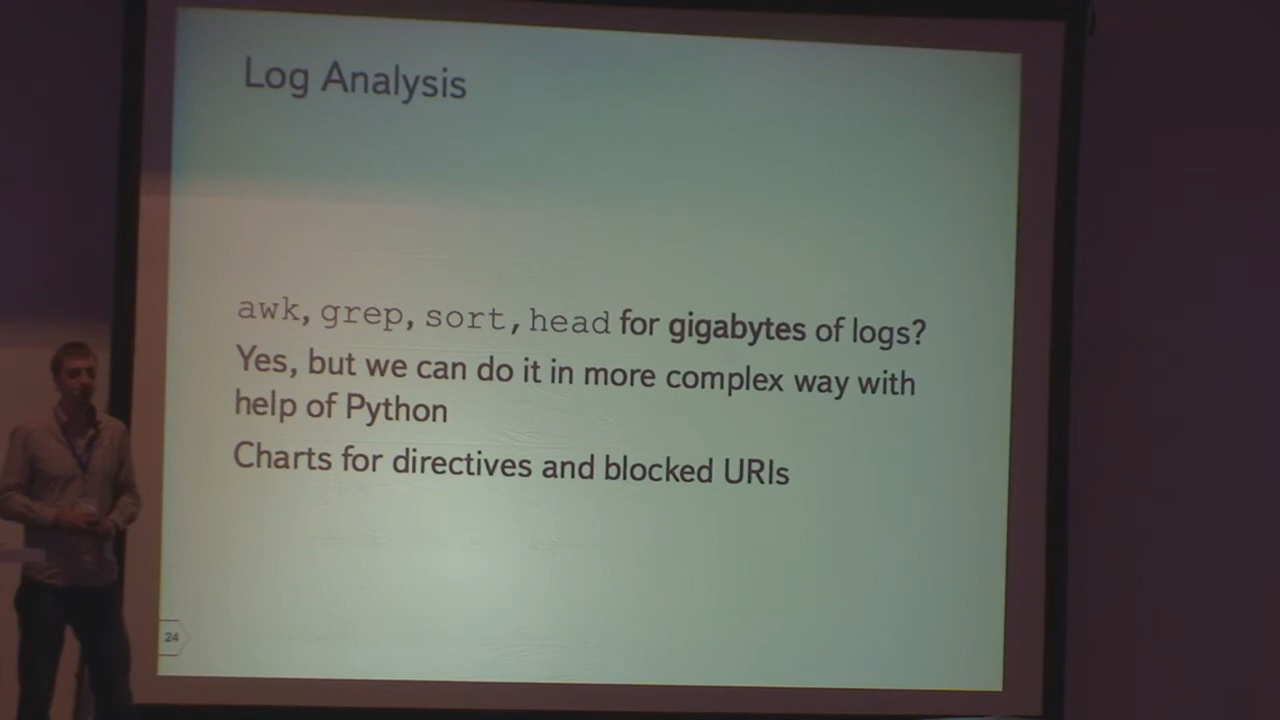 Log Analysis
awk, grep, sort, head for gigabytes of logs?
Yes, but we can do it in more complex way with
help of Python
Charts for directives and blocked URIs
24